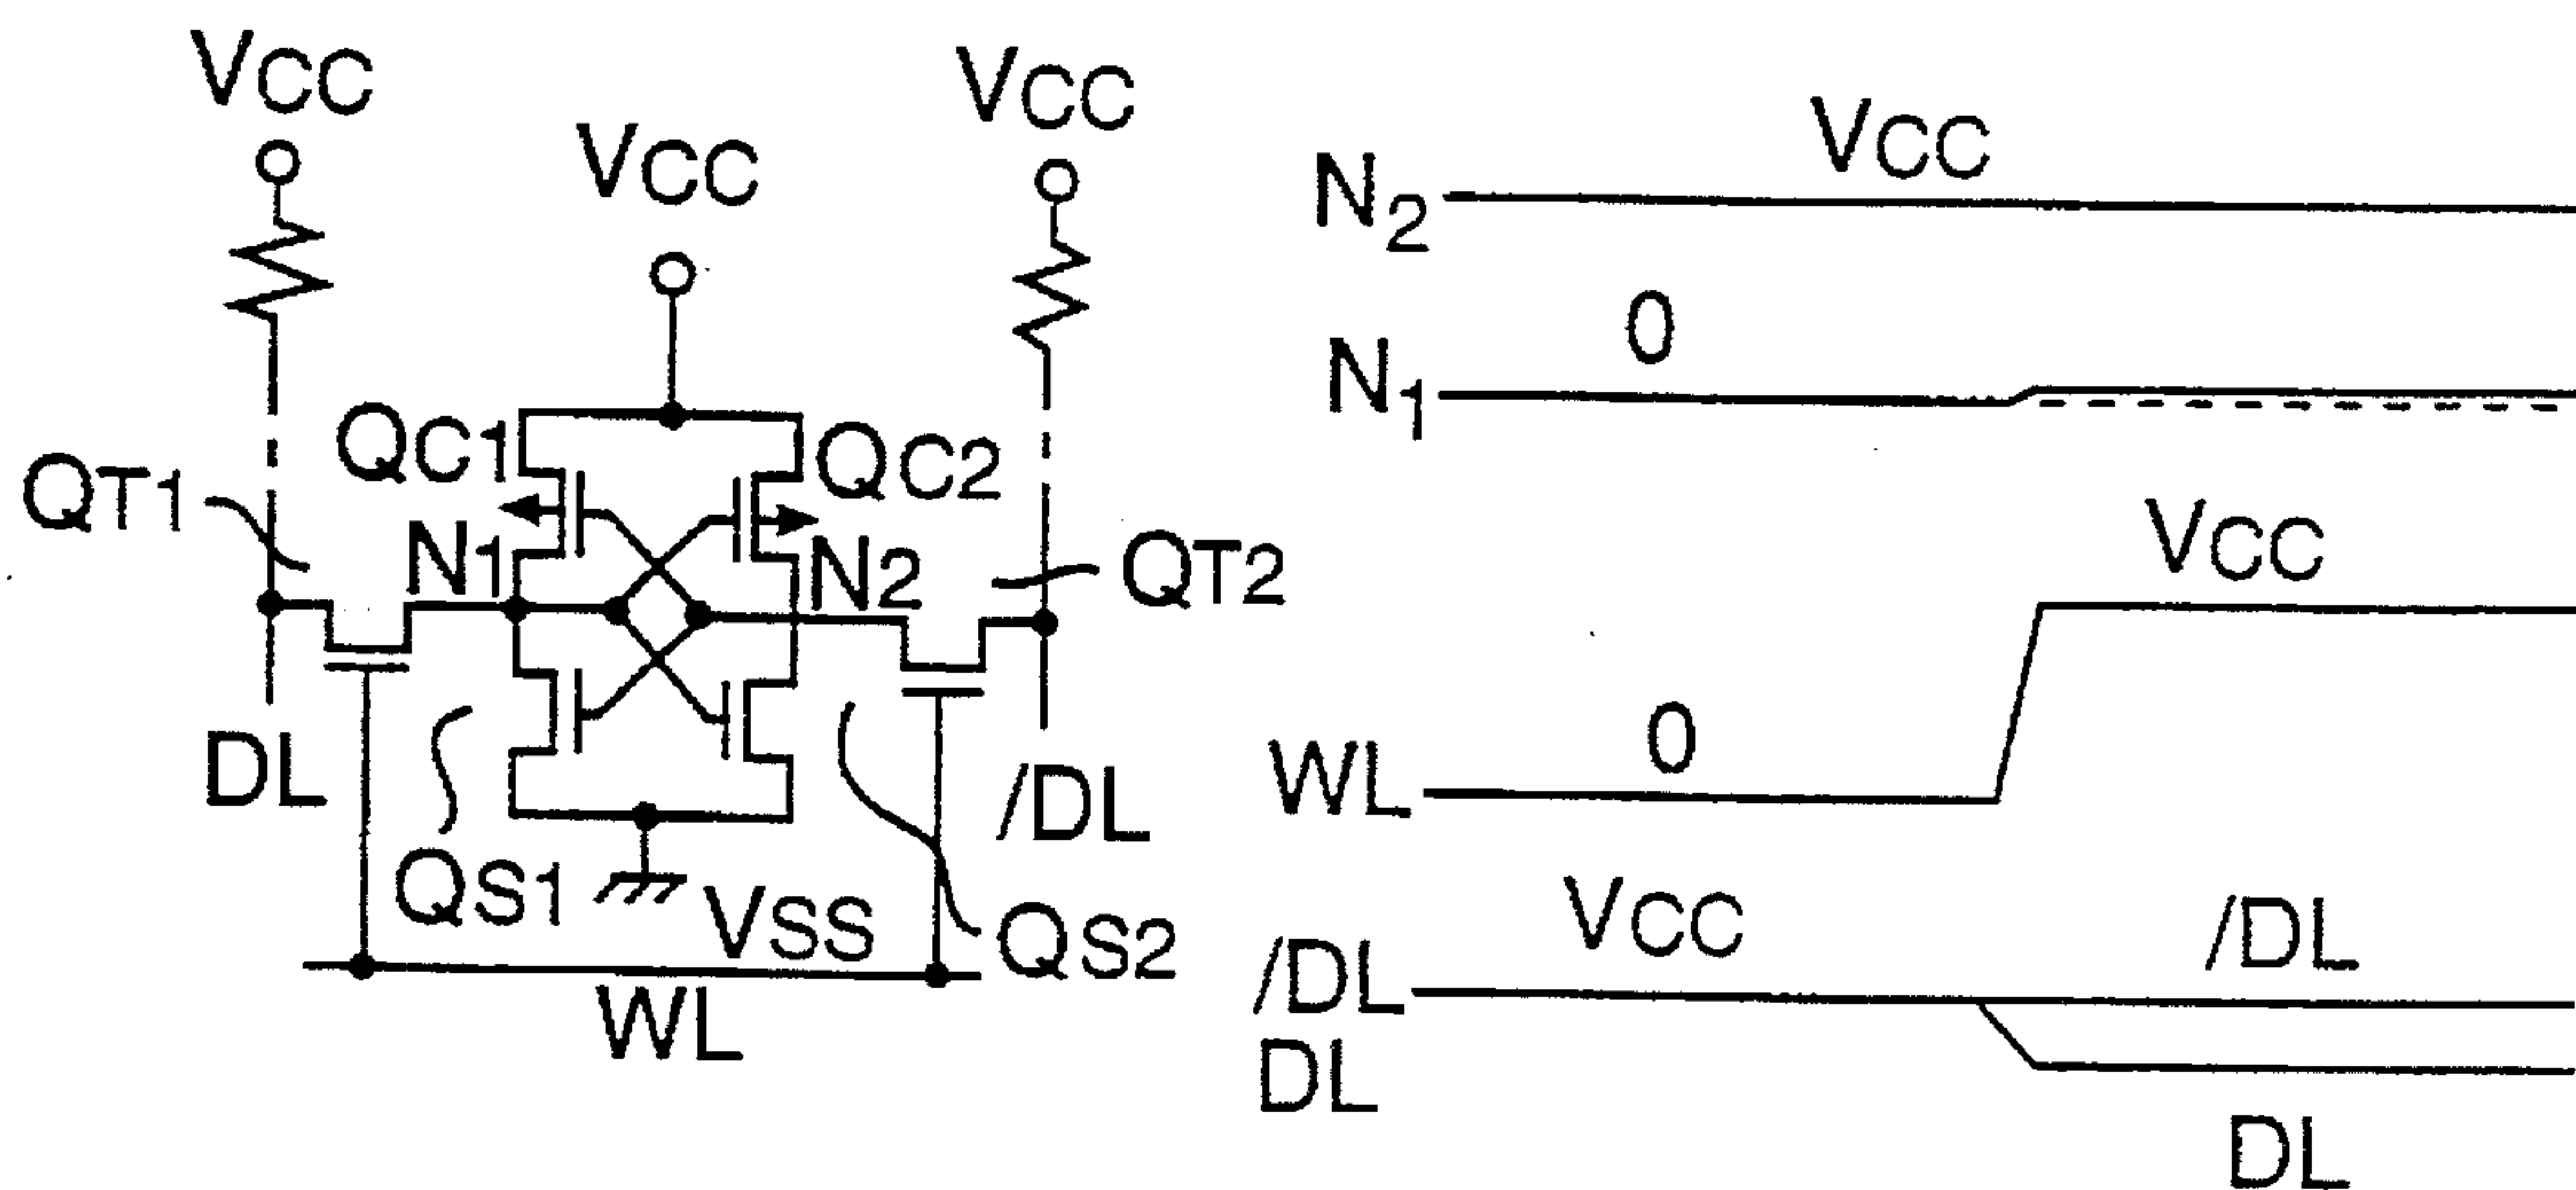 VCC
VCC
VCC
QC1
QC2
QT1
N1
N2
QT2
DL
/DL
QS1
VSS
QS2
WL
N2
VCC
N1
0
VCC
WL
0
VCC
/DL
/DL
DL
DL